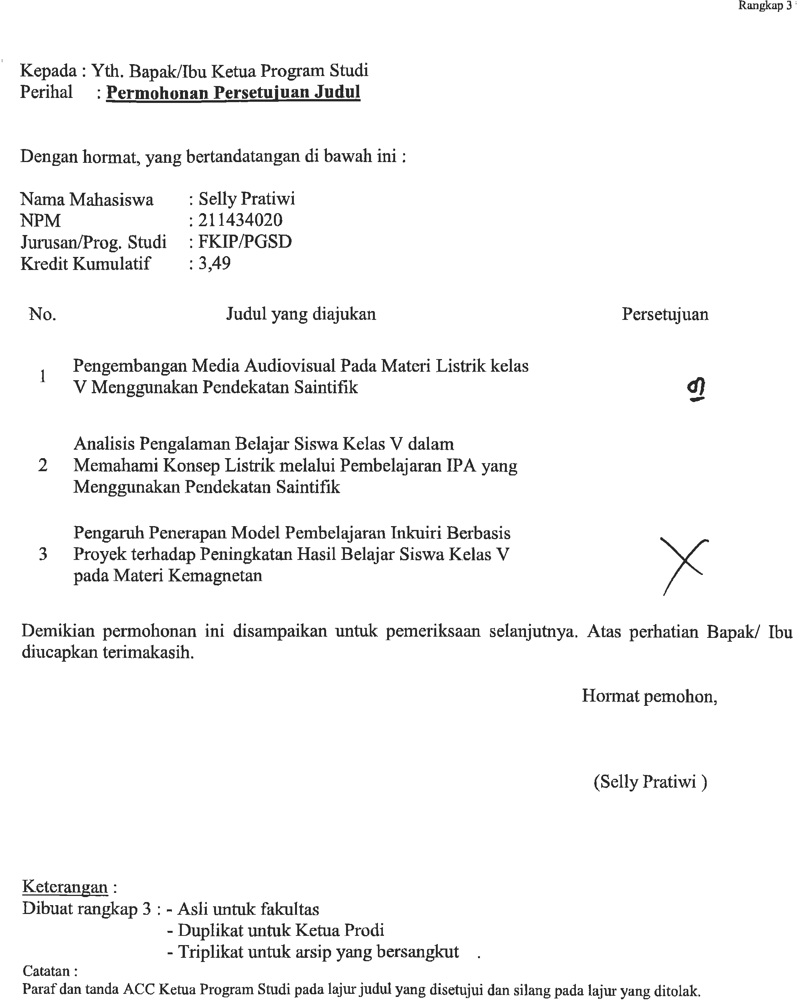 Rangkap 3
Kepada : Yth. Bapak/Ibu Ketua Program Studi
Perihal : Permohonan Persetujuan Judul
Dengan hormat, yang bertandatangan di bawah ini :
Nama Mahasiswa : Selly Pratiwi
NPM : 211434020
Jurusan/Prog. Studi : FKIP/PGSD
Kredit Kumulatif : 3,49
No. Judul yang diajukan Persetujuan
1 Pengembangan Media Audiovisual Pada Materi Listrik kelas
V Menggunakan Pendekatan Saintifik
Analisis Pengalaman Belajar Siswa Kelas V dalam
2 Memahami Konsep Listrik melalui Pembelajaran IPA yang
Menggunakan Pendekatan Saintifik
Pengaruh Penerapan Model Pembelajaran Inkuiri Berbasis
3 Proyek terhadap Peningkatan Hasil Belajar Siswa Kelas V
pada Materi Kemagnetan
Demikian permohonan ini disampaikan untuk pemeriksaan selanjutnya. Atas perhatian Bapak/ Ibu
diucapkan terimakasih.
Hormat pemohon,
(Selly Pratiwi )
Keterangan :
Dibuat rangkap 3 : - Asli untuk fakultas
- Duplikat untuk Ketua Prodi
- Triplikat untuk arsip yang bersangkut .
Catatan :
Paraf dan tanda ACC Ketua Program Studi pada lajur judul yang disetujui dan silang pada lajur yang ditolak.